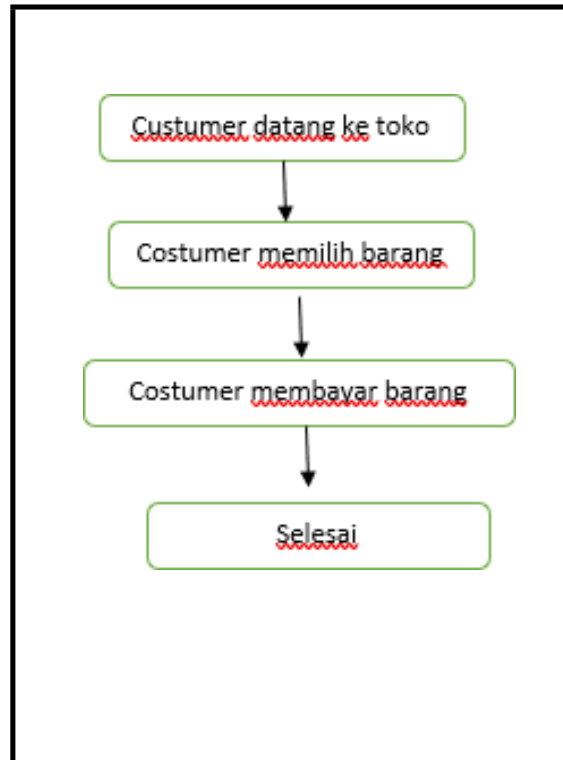 Custumer datang ke toko
Costumer memilih barang
Costumer membayar barang
Selesai